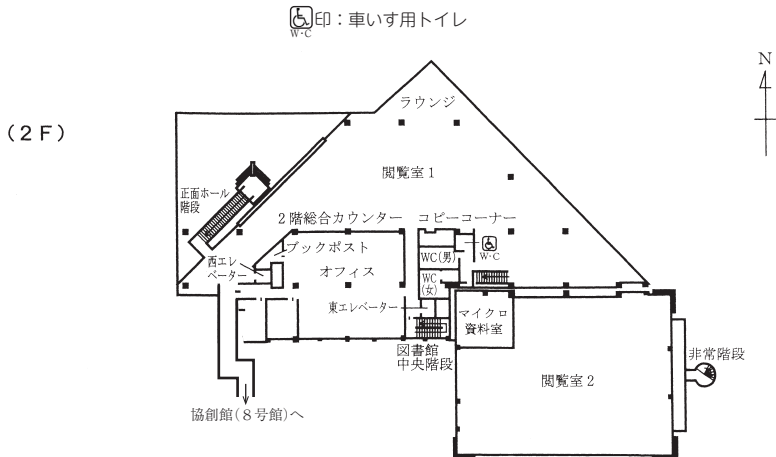 印：車いす用トイレ
W·C
N
(2F)
ラウンジ
閲覧室1
正面ホール
階段
2階総合カウンター
コピーコーナー
ブックポスト
WC(男)
W·C
西エレ
ベーター
オフィス
WC
(女)
東エレベーター
マイクロ
資料室
図書館
中央階段
非常階段
閲覧室2
協創館(8号館)へ